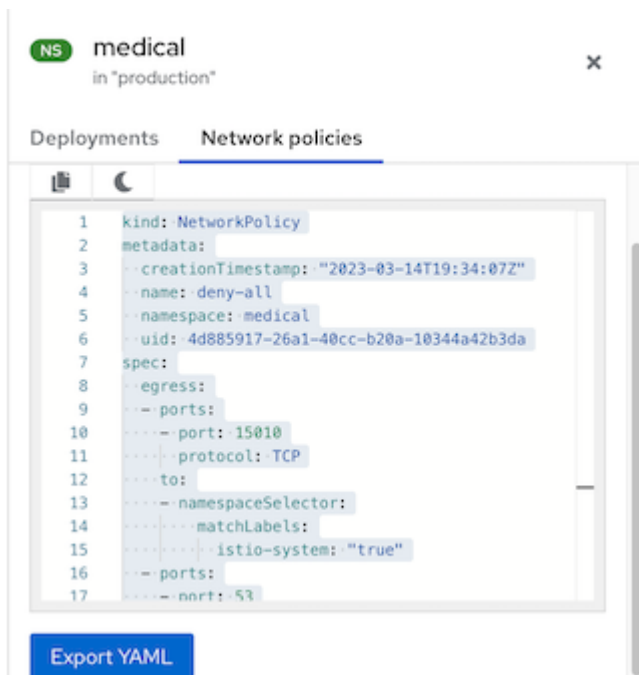 NS medical
in "production"
Deployments Network policies
1 kind: NetworkPolicy
2 metadata:
3 creationTimestamp: "2023-03-14T19:34:07Z"
4 name: deny-all
5 namespace: medical
6 uid: 4d885917-26a1-40cc-b20a-10344a42b3da
7 spec:
8 egress:
9 - ports:
10 - port: 15010
11 protocol: TCP
12 to:
13 - namespaceSelector:
14 matchLabels:
15 istio-system: "true"
16 - ports:
17 - port: 53
Export YAML